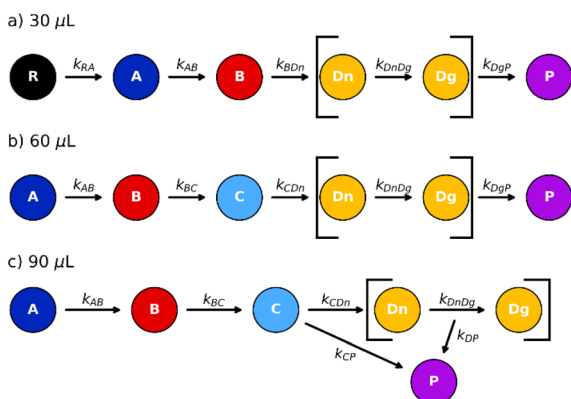 a) 30 μL
k_RA k_AB k_BDn k_DnDg k_DgP
R A B Dn Dg P
b) 60 μL
k_AB k_BC k_CDn k_DnDg k_DgP
A B C Dn Dg P
c) 90 μL
k_AB k_BC k_CDn k_DnDg
A B C Dn Dg
k_DP
k_CP
P